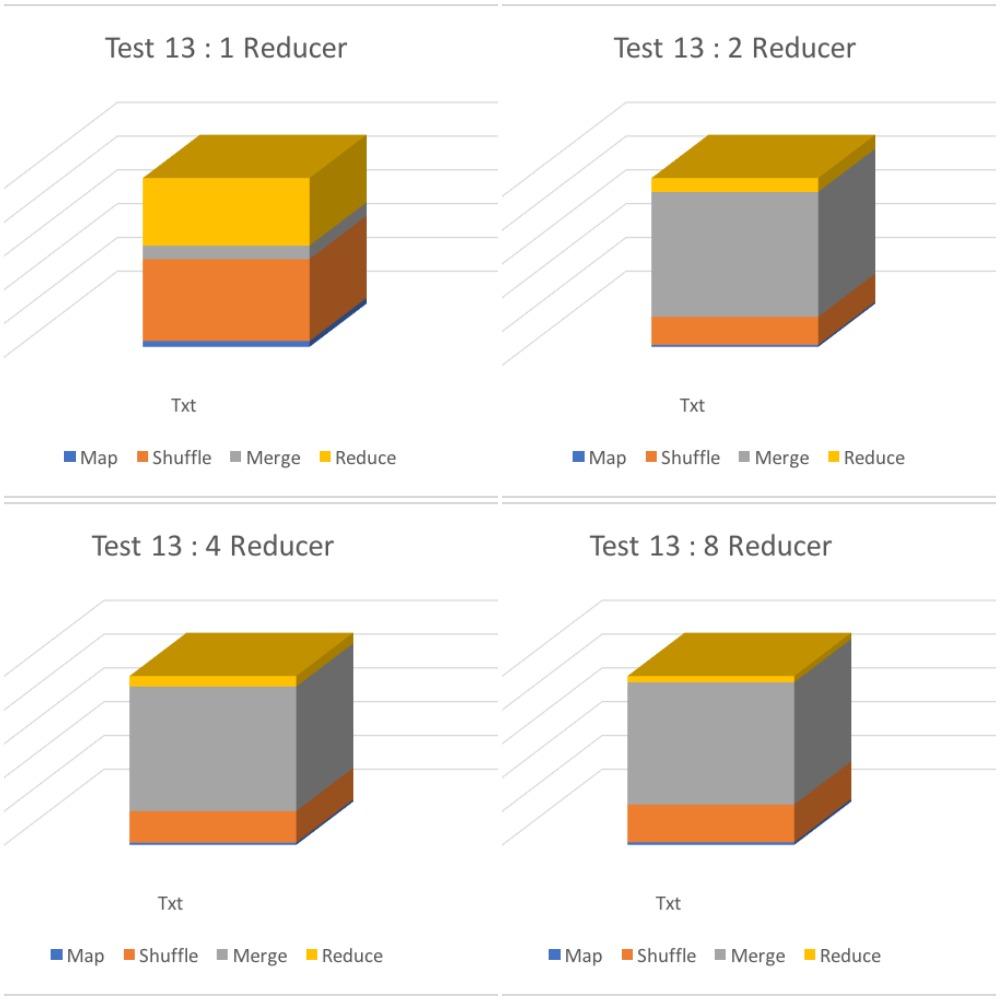 Test 13 : 1 Reducer
Txt
Map Shuffle Merge Reduce
Test 13 : 2 Reducer
Txt
Map Shuffle Merge Reduce
Test 13 : 4 Reducer
Txt
Map Shuffle Merge Reduce
Test 13 : 8 Reducer
Txt
Map Shuffle Merge Reduce